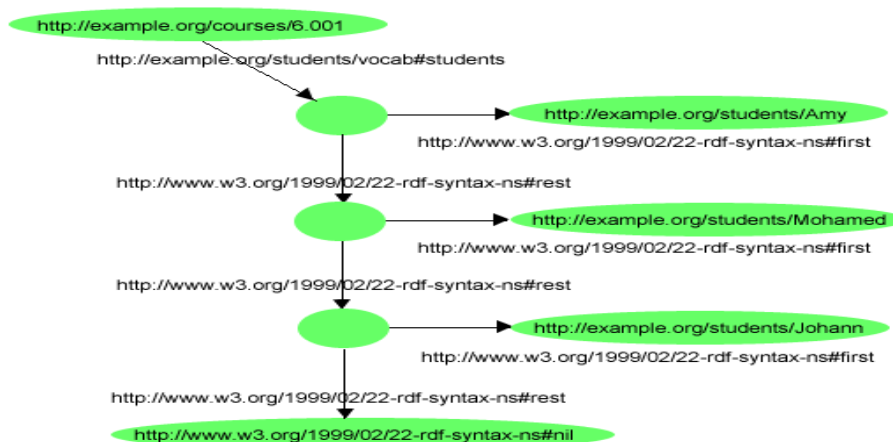 http://example.org/courses/6.001
http://example.org/students/vocab#students
http://example.org/students/Amy
http://www.w3.org/1999/02/22-rdf-syntax-ns#first
http://www.w3.org/1999/02/22-rdf-syntax-ns#rest
http://example.org/students/Mohamed
http://www.w3.org/1999/02/22-rdf-syntax-ns#first
http://www.w3.org/1999/02/22-rdf-syntax-ns#rest
http://example.org/students/Johann
http://www.w3.org/1999/02/22-rdf-syntax-ns#first
http://www.w3.org/1999/02/22-rdf-syntax-ns#rest
http://www.w3.org/1999/02/22-rdf-syntax-ns#nil